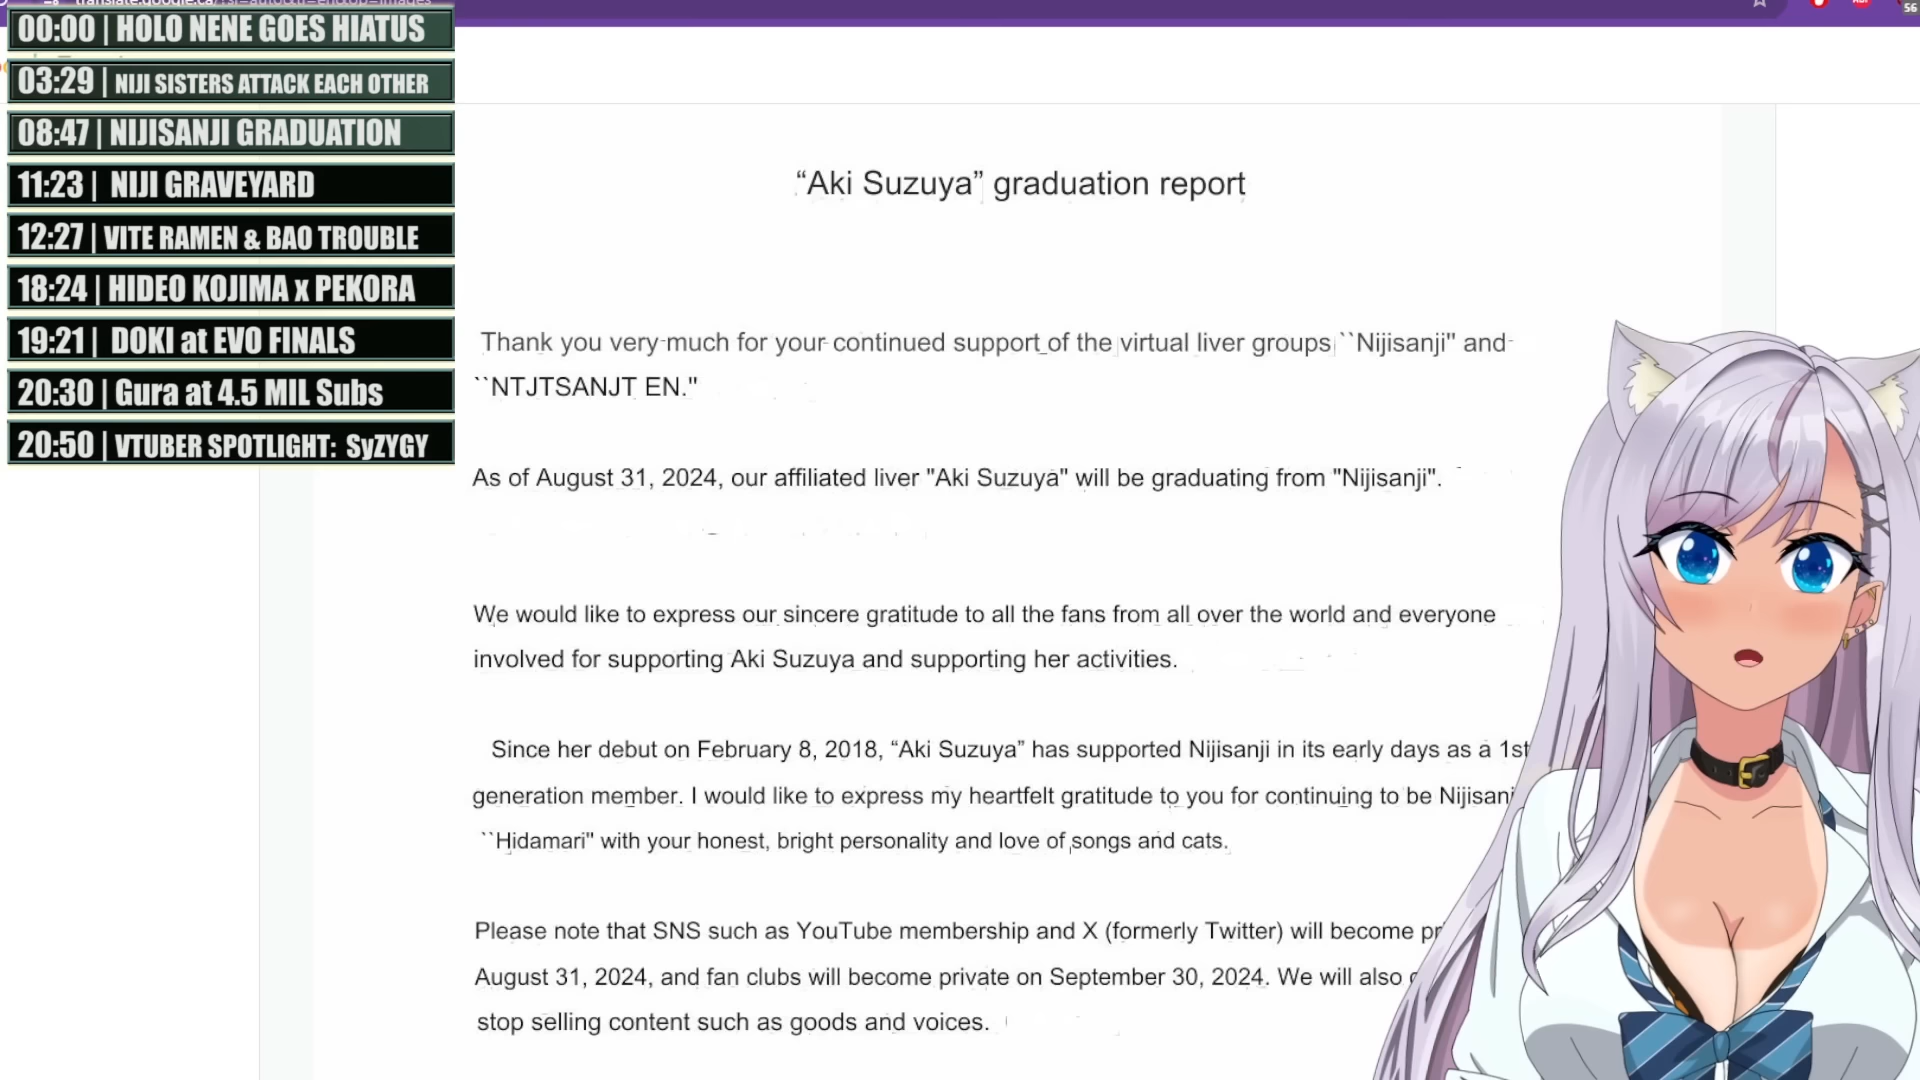 00:00 | HOLO NENE GOES HIATUS
03:29 | NIJI SISTERS ATTACK EACH OTHER
08:47 | NIJISANJI GRADUATION
11:23 | NIJI GRAVEYARD
12:27 | VITE RAMEN & BAO TROUBLE
18:24 | HIDEO KOJIMA x PEKORA
19:21 | DOKI at EVO FINALS
20:30 | Gura at 4.5 MIL Subs
20:50 | VTUBER SPOTLIGHT: SyZYGY
56
“Aki Suzuya” graduation report
Thank you very much for your continued support of the virtual liver groups ``Nijisanji" and
``NTJTSANJT EN."
As of August 31, 2024, our affiliated liver "Aki Suzuya" will be graduating from "Nijisanji".
We would like to express our sincere gratitude to all the fans from all over the world and everyone
involved for supporting Aki Suzuya and supporting her activities.
Since her debut on February 8, 2018, “Aki Suzuya” has supported Nijisanji in its early days as a 1st
generation member. I would like to express my heartfelt gratitude to you for continuing to be Nijisanj
``Hidamari" with your honest, bright personality and love of songs and cats.
Please note that SNS such as YouTube membership and X (formerly Twitter) will become pr
August 31, 2024, and fan clubs will become private on September 30, 2024. We will also
stop selling content such as goods and voices.